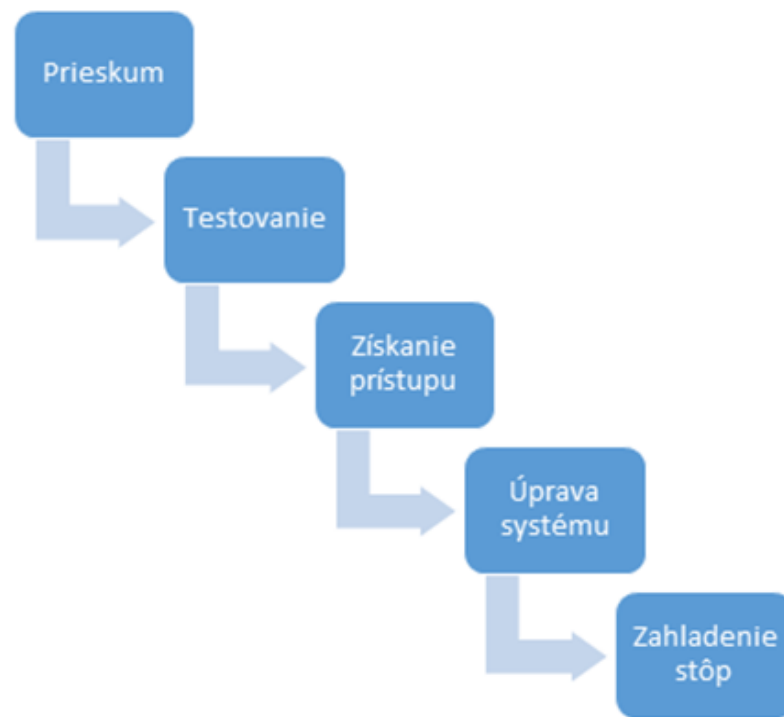 Prieskum
Testovanie
Získanie
prístupu
Úprava
systému
Zahladenie
stôp